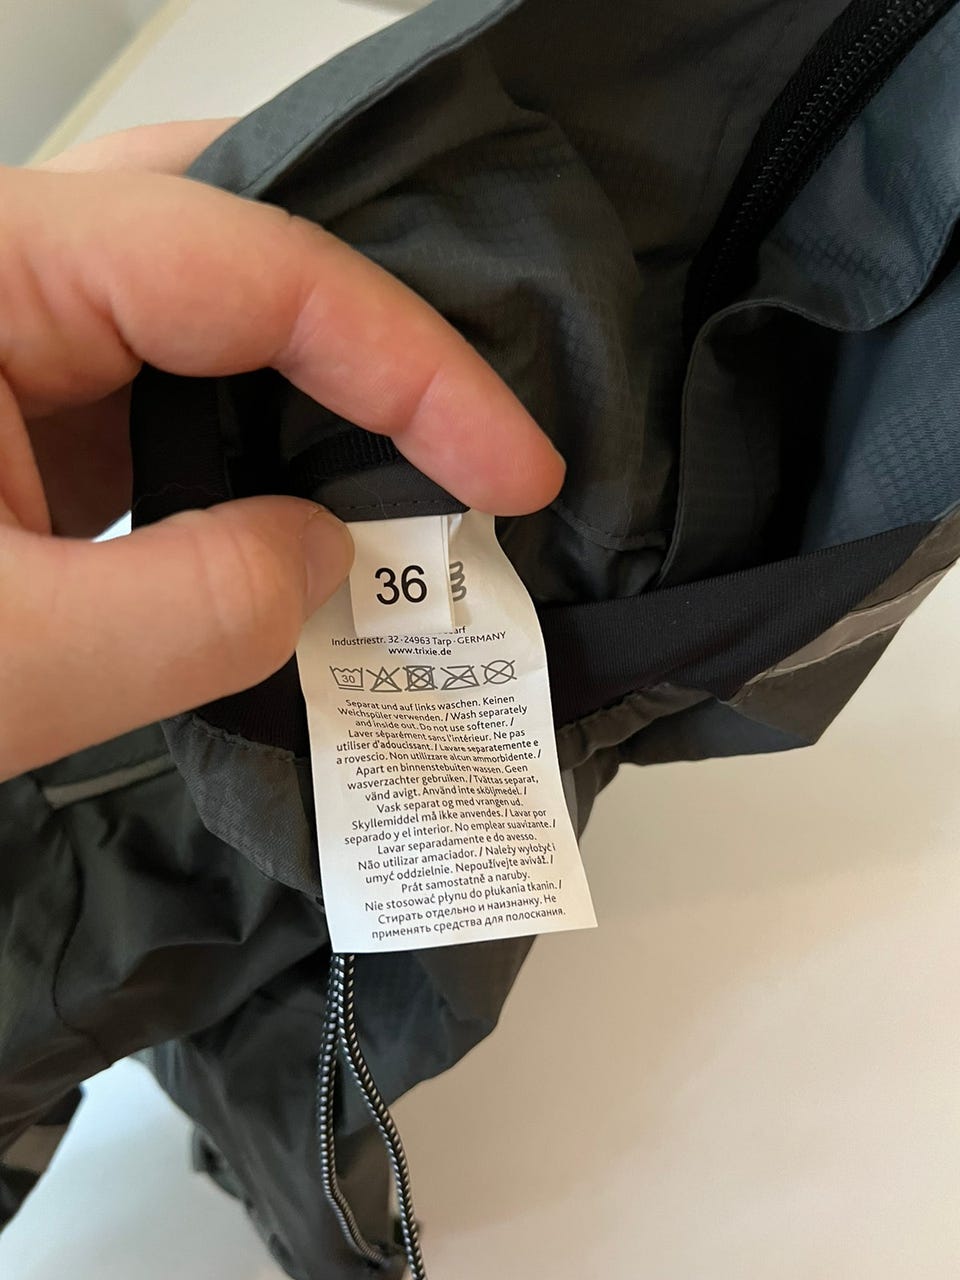 36
Industriestr. 32·24963 Tarp·GERMANY
www.trixie.de
30
Separat und auf links waschen. Keinen
Weichspüler verwenden. / Wash separately
and inside out. Do not use softener. /
Laver séparément sans l'intérieur. Ne pas
utiliser d'adoucissant. / Lavare separatemente e
a rovescio. Non utilizzare alcun ammorbidente. /
Apart en binnenstebuiten wassen. Geen
wasverzachter gebruiken. / Tvättas separat,
vänd avigt. Använd inte sköljmedel. /
Vask separat og med vrangen ud.
Skyllemiddel må ikke anvendes. / Lavar por
separado y el interior. No emplear suavizante. /
Lavar separadamente e do avesso.
Não utilizar amaciador. / Należy wyłożyć i
umyć oddzielnie. Nepoužívejte aviváž. /
Prát samostatně a naruby.
Nie stosować płynu do płukania tkanin. /
Стирать отдельно и наизнанку. Не
применять средства для полоскания.